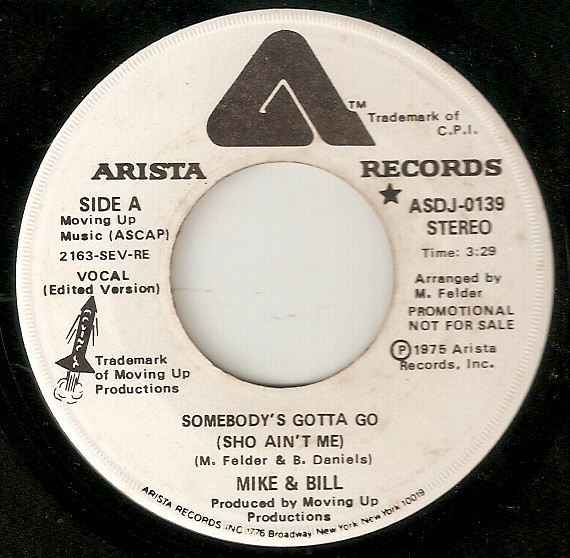 TM
Trademark of
C.P.I.
ARISTA RECORDS
SIDE A
Moving Up
Music (ASCAP)
2163-SEV-RE
VOCAL
(Edited Version)
Trademark
of Moving Up
Productions
ASDJ-0139
STEREO
Time: 3:29
Arranged by
M. Felder
PROMOTIONAL
NOT FOR SALE
Ⓟ1975 Arista
Records, Inc.
SOMEBODY'S GOTTA GO
(SHO AIN'T ME)
(M. Felder & B. Daniels)
MIKE & BILL
Produced by Moving Up
Productions
ARISTA RECORDS INC 1776 Broadway New York New York 10019